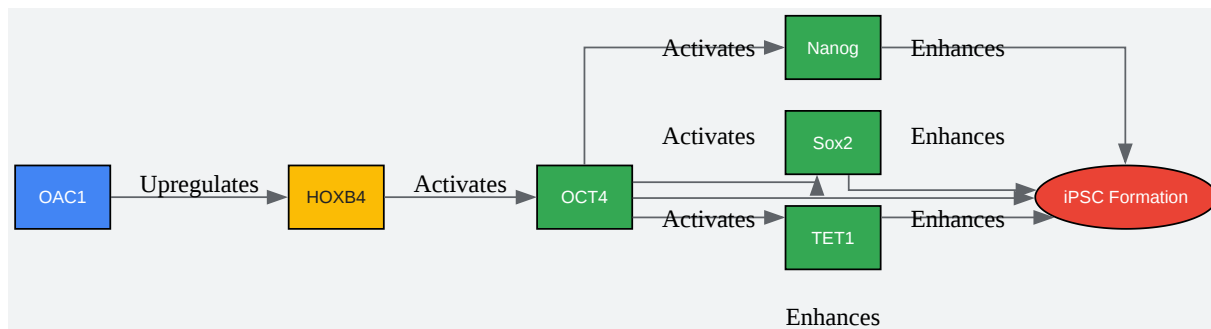 Activates
Nanog
Enhances
Activates
Sox2
Enhances
OAC1
Upregulates
HOXB4
Activates
OCT4
iPSC Formation
Activates
TET1
Enhances
Enhances